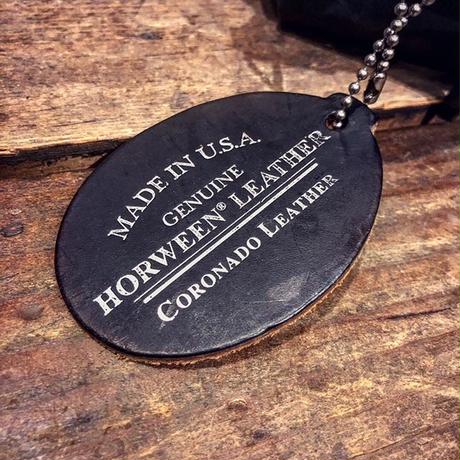 MADE IN U.S.A.
GENUINE
HORWEEN® LEATHER
CORONADO LEATHER